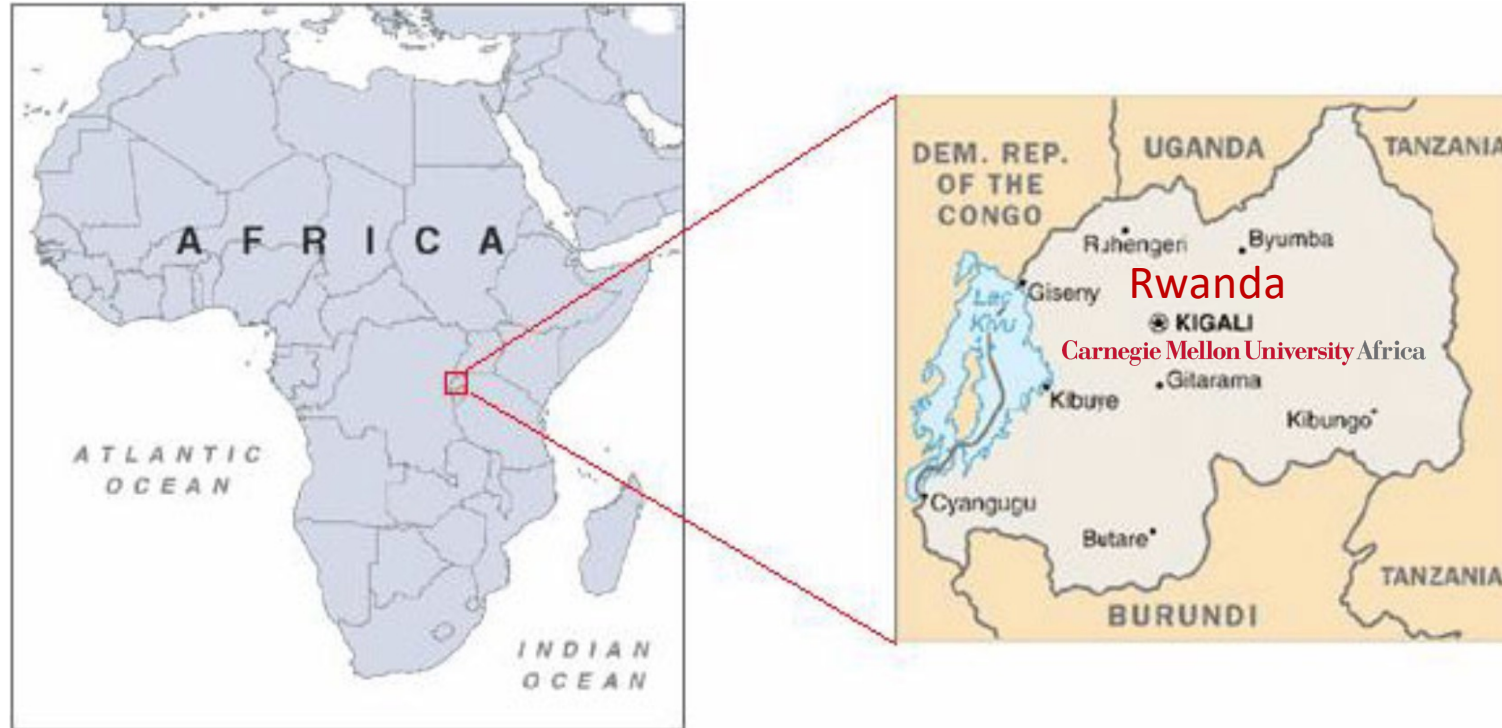 A F R I C A
ATLANTIC
OCEAN
INDIAN
OCEAN
DEM. REP.
OF THE
CONGO
UGANDA
TANZANIA
Ruhengeri
Byumba
Rwanda
Giseny
Lac
Kivu
KIGALI
Carnegie Mellon University Africa
Gitarama
Kibuye
Kibungo
Cyangugu
Butare
TANZANIA
BURUNDI